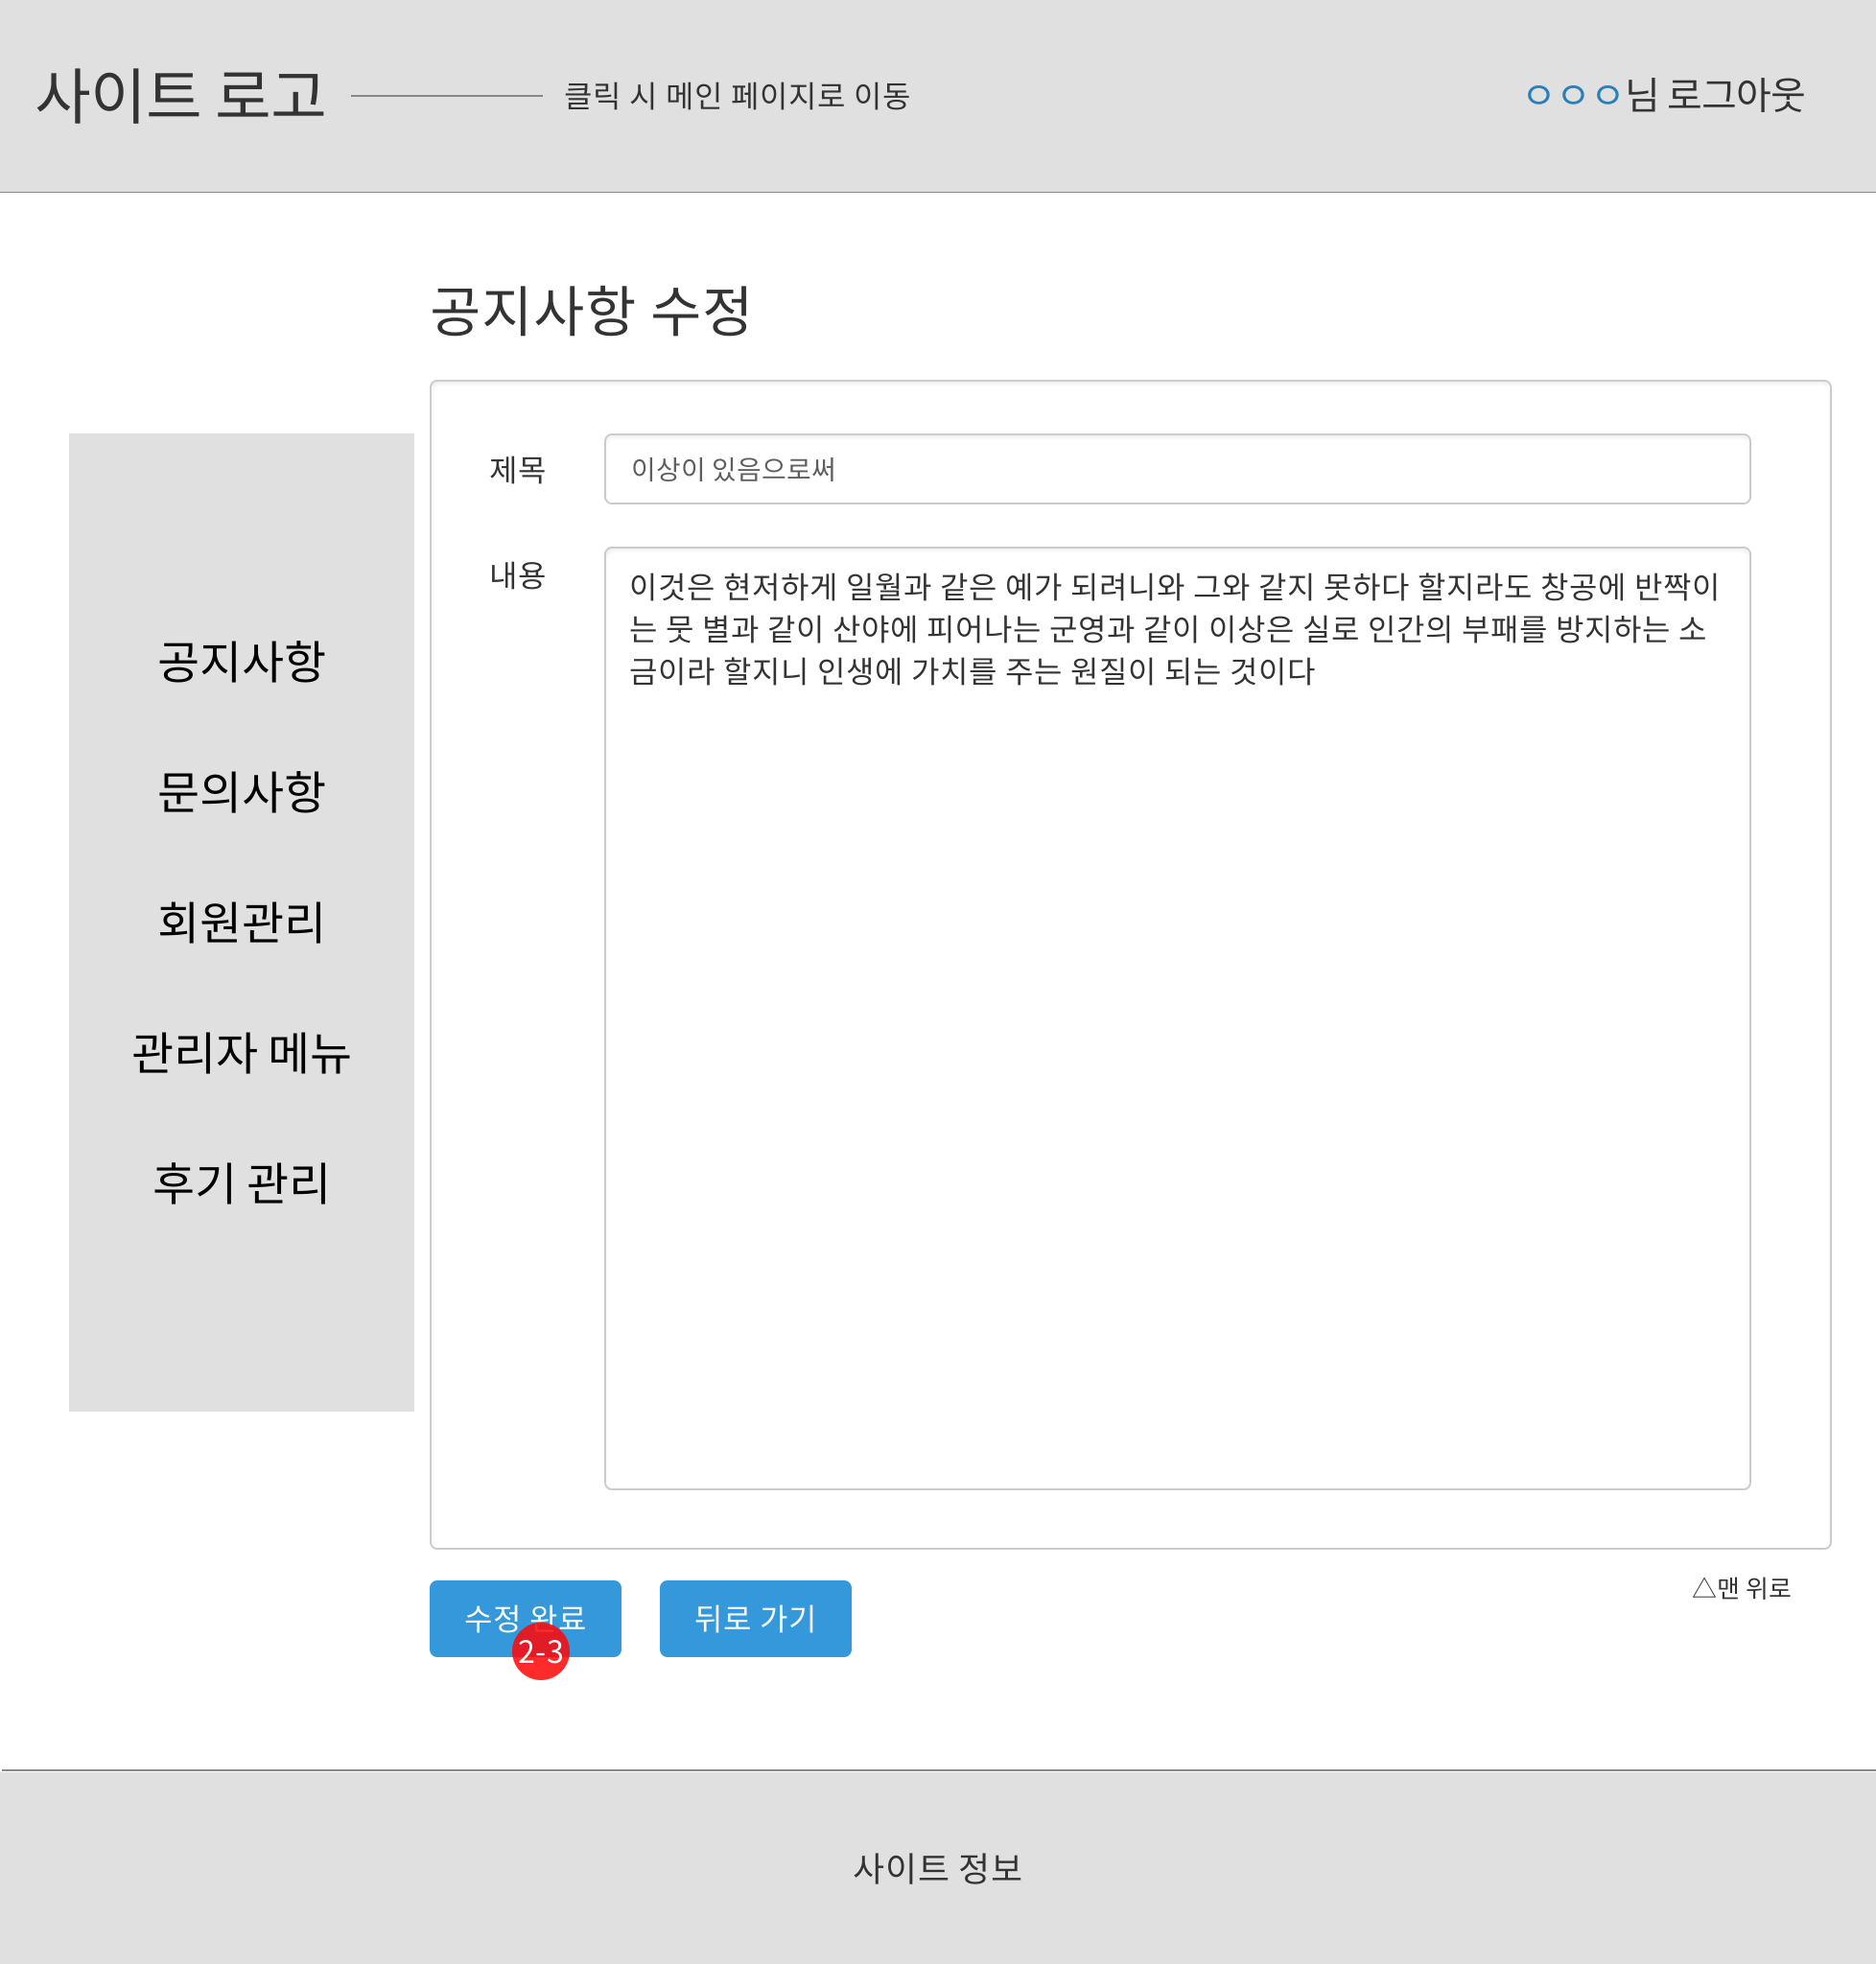 사이트 로고
클릭 시 메인 페이지로 이동
ㅇㅇㅇ님 로그아웃
공지사항 수정
공지사항
문의사항
회원관리
관리자 메뉴
후기 관리
제목
이상이 있음으로써
내용
이것은 현저하게 일월과 같은 예가 되려니와 그와 같지 못하다 할지라도 창공에 반짝이
는 뭇 별과 같이 산야에 피어나는 군영과 같이 이상은 실로 인간의 부패를 방지하는 소
금이라 할지니 인생에 가치를 주는 원질이 되는 것이다
수정 완료
2-3
뒤로 가기
△맨 위로
사이트 정보